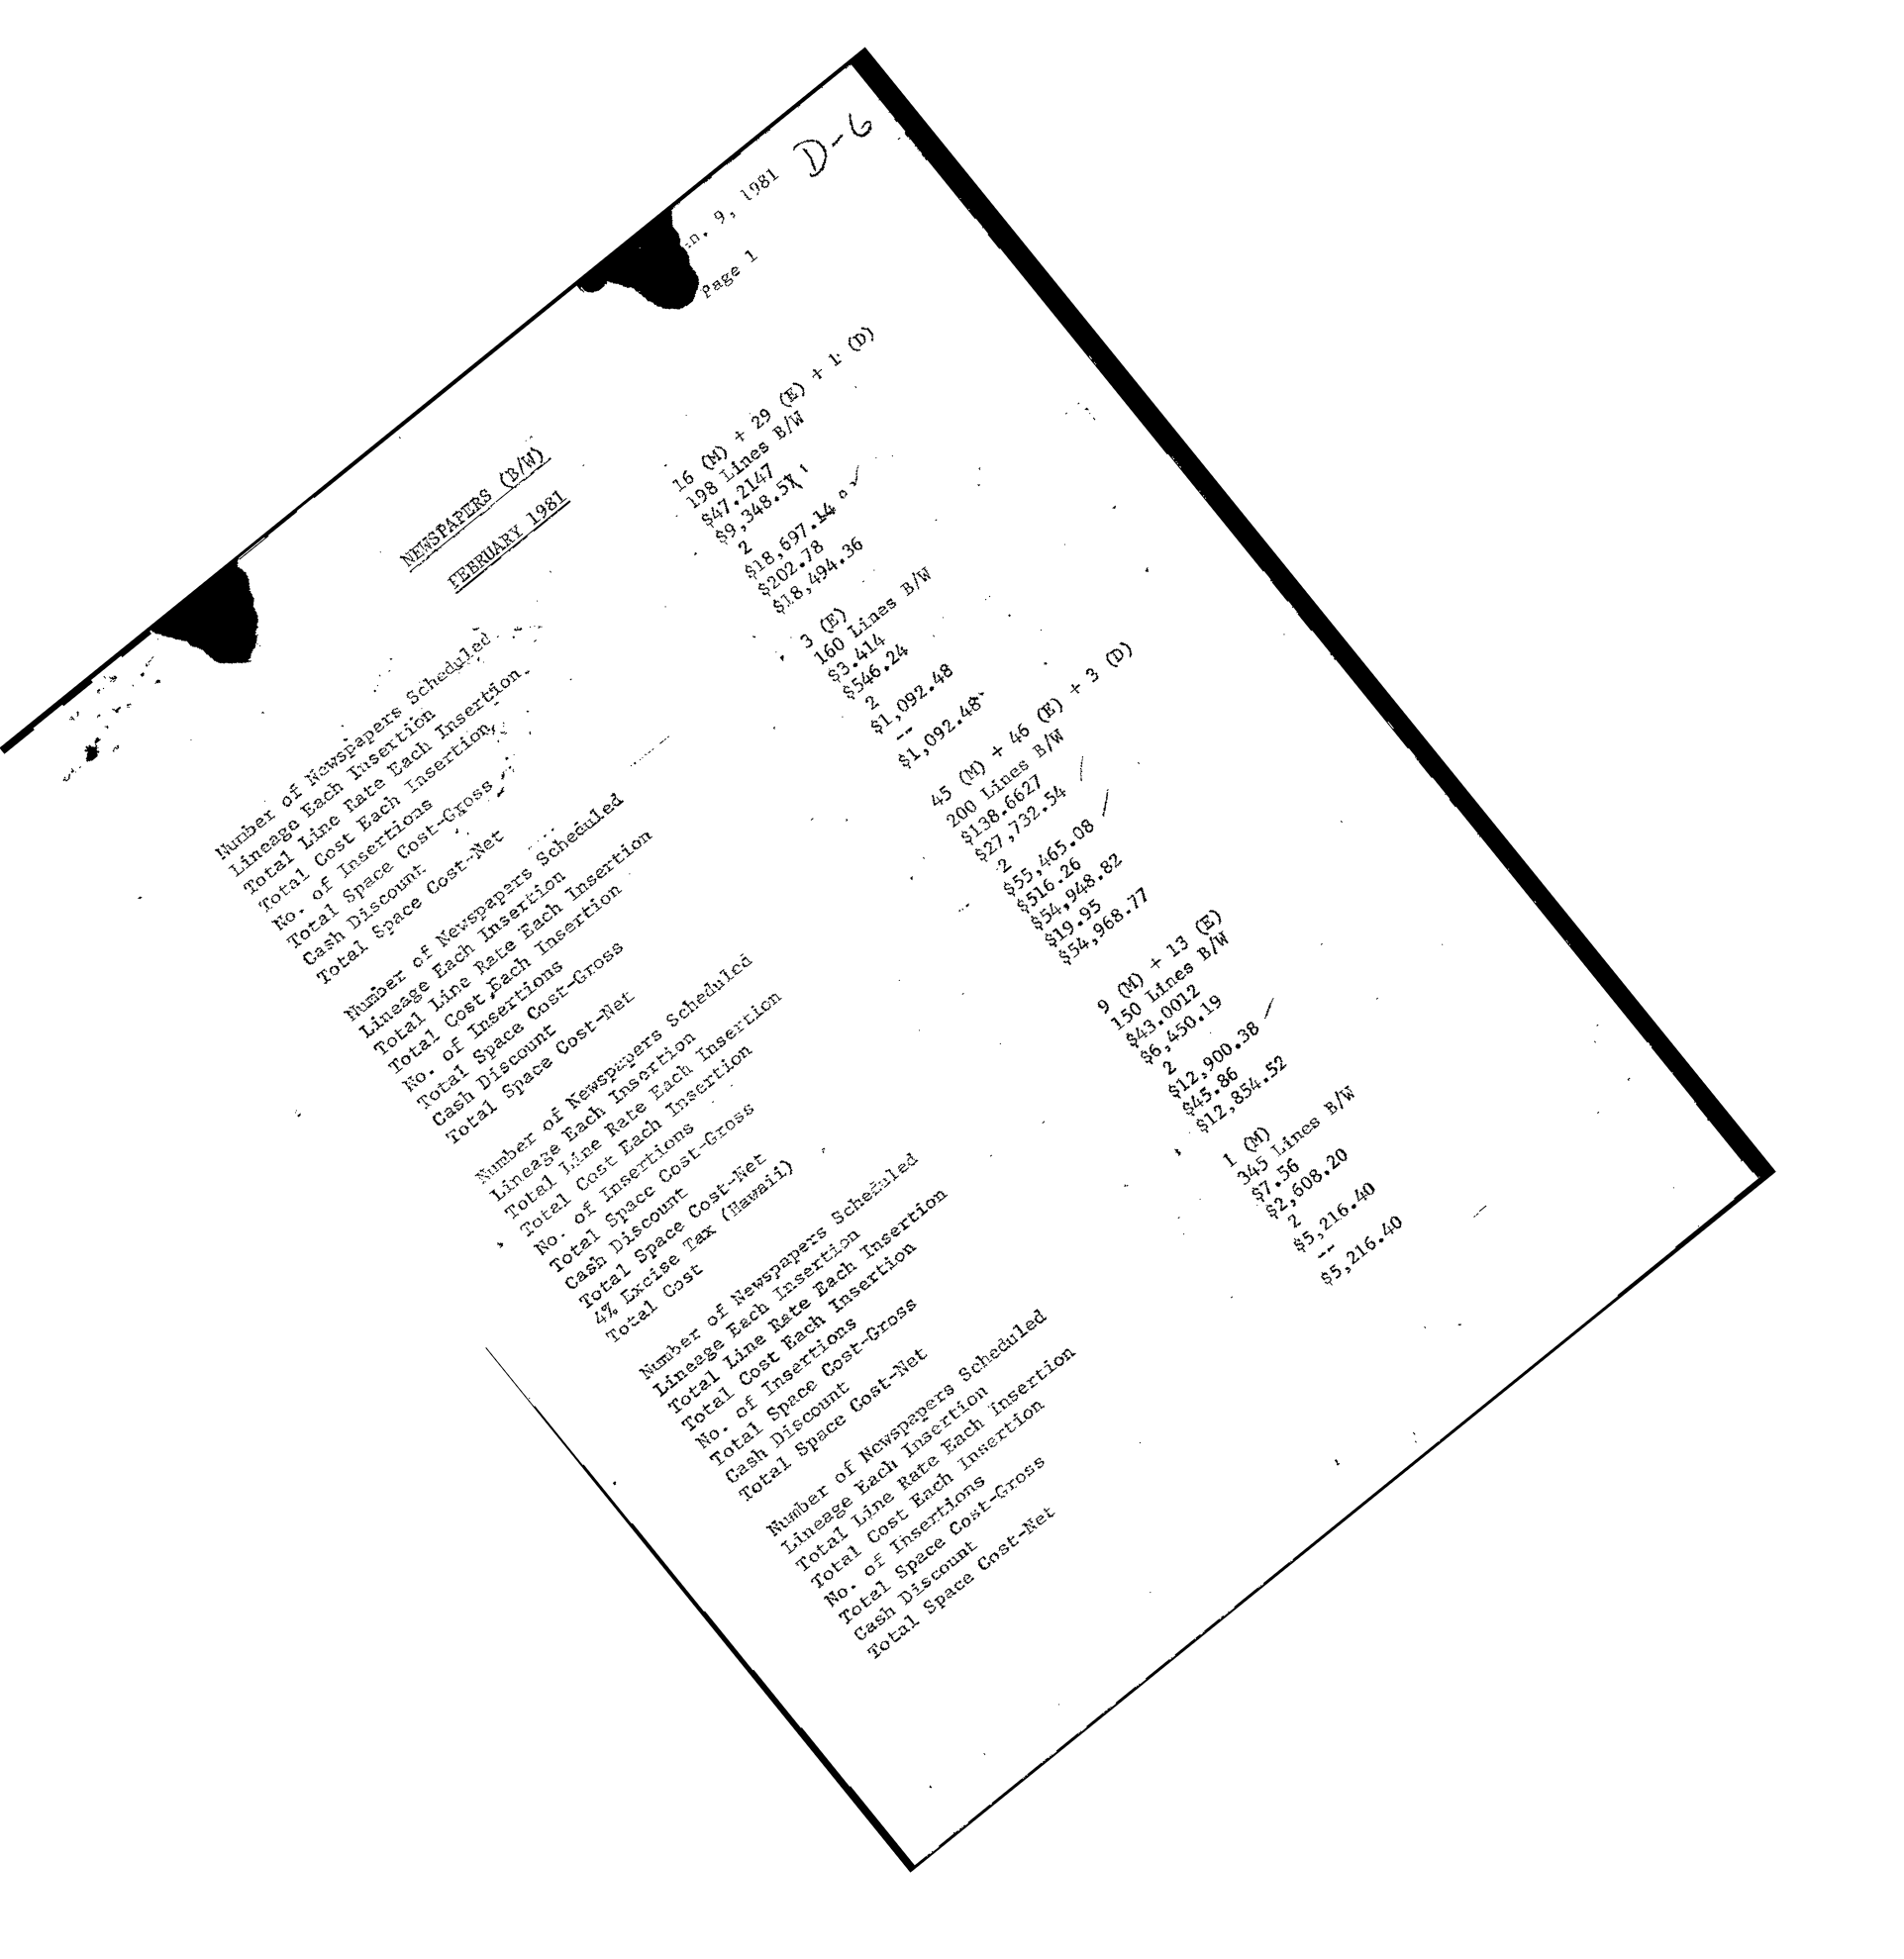 D-6
9, 1981
Page 1
NEWSPAPERS (B/W)
FEBRUARY 1981
Number of Newspapers Scheduled 16 (M) + 29 (E) + 1 (D)
Lineage Each Insertion 198 Lines B/W
Total Line Rate Each Insertion $47.2147
Total Cost Each Insertion $9,348.57
No. of Insertions 2
Total Space Cost-Gross $18,697.14
Cash Discount $202.78
Total Space Cost-Net $18,494.36
Number of Newspapers Scheduled 3 (E)
Lineage Each Insertion 160 Lines B/W
Total Line Rate Each Insertion $3.414
Total Cost Each Insertion $546.24
No. of Insertions 2
Total Space Cost-Gross $1,092.48
Cash Discount --
Total Space Cost-Net $1,092.48
Number of Newspapers Scheduled 45 (M) + 46 (E) + 3 (D)
Lineage Each Insertion 200 Lines B/W
Total Line Rate Each Insertion $138.6627
Total Cost Each Insertion $27,732.54
No. of Insertions 2
Total Space Cost-Gross $55,465.08
Cash Discount $516.26
Total Space Cost-Net $54,948.82
4% Excise Tax (Hawaii) $19.95
Total Cost $54,968.77
Number of Newspapers Scheduled 9 (M) + 13 (E)
Lineage Each Insertion 150 Lines B/W
Total Line Rate Each Insertion $43.0012
Total Cost Each Insertion $6,450.19
No. of Insertions 2
Total Space Cost-Gross $12,900.38
Cash Discount $45.86
Total Space Cost-Net $12,854.52
Number of Newspapers Scheduled 1 (M)
Lineage Each Insertion 345 Lines B/W
Total Line Rate Each Insertion $7.56
Total Cost Each Insertion $2,608.20
No. of Insertions 2
Total Space Cost-Gross $5,216.40
Cash Discount --
Total Space Cost-Net $5,216.40